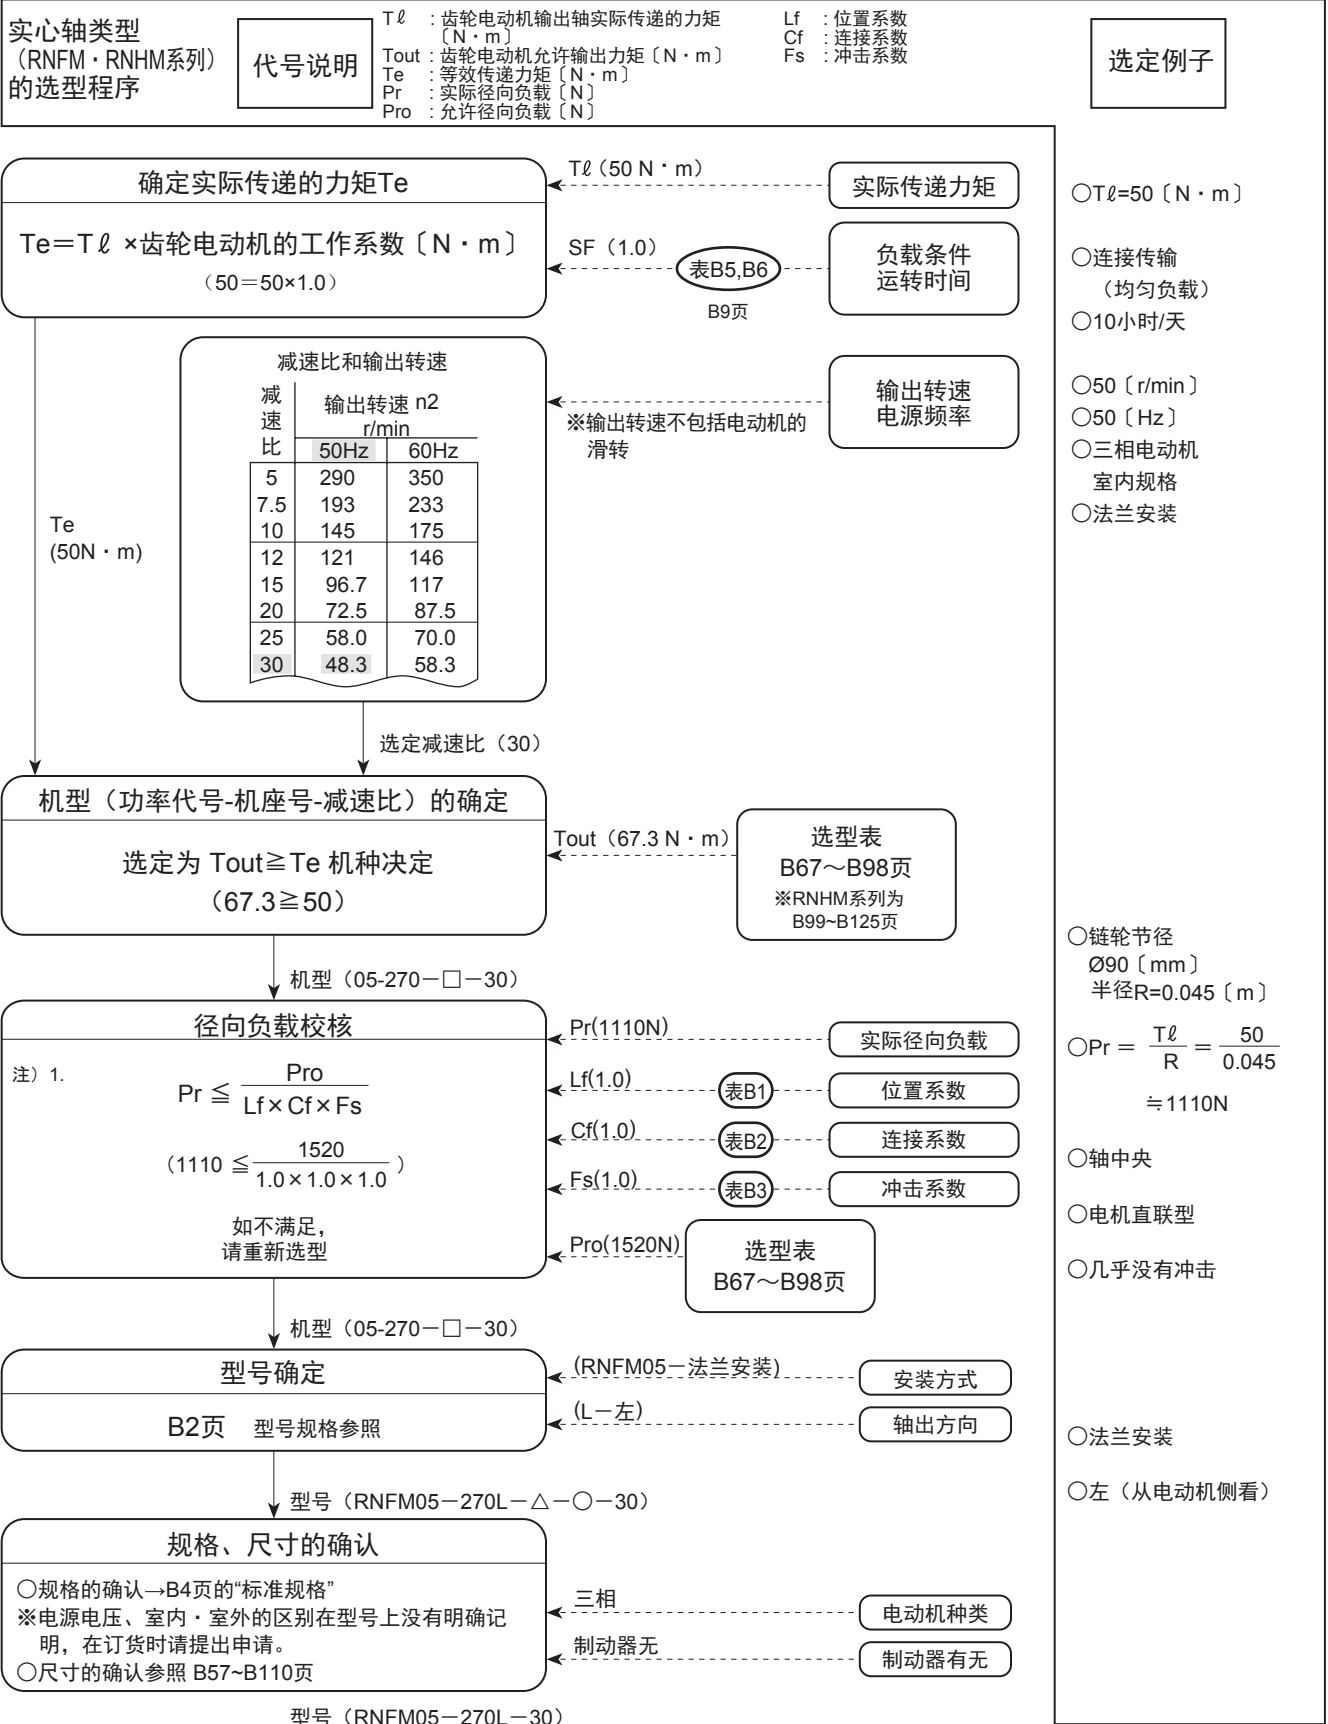 实心轴类型
（RNFM・RNHM系列）
的选型程序
代号说明
Tℓ ：齿轮电动机输出轴实际传递的力矩
〔N・m〕
Tout ：齿轮电动机允许输出力矩〔N・m〕
Te ：等效传递力矩〔N・m〕
Pr ：实际径向负载〔N〕
Pro ：允许径向负载〔N〕
Lf ：位置系数
Cf ：连接系数
Fs ：冲击系数
选定例子
确定实际传递的力矩Te
Te＝Tℓ ×齿轮电动机的工作系数〔N・m〕
（50＝50×1.0）
Tℓ（50 N・m）
实际传递力矩
SF（1.0）
表B5,B6
B9页
负载条件
运转时间
○Tℓ=50〔N・m〕
○连接传输
（均匀负载）
○10小时/天
减速比和输出转速
减速比
输出转速 n2
r/min
50Hz 60Hz
5 290 350
7.5 193 233
10 145 175
12 121 146
15 96.7 117
20 72.5 87.5
25 58.0 70.0
30 48.3 58.3
※输出转速不包括电动机的
滑转
输出转速
电源频率
○50〔r/min〕
○50〔Hz〕
○三相电动机
室内规格
○法兰安装
Te
(50N・m)
选定减速比（30）
机型（功率代号-机座号-减速比）的确定
选定为 Tout≧Te 机种决定
（67.3≧50）
Tout（67.3 N・m）
选型表
B67～B98页
※RNHM系列为
B99~B125页
机型（05-270－□－30）
○链轮节径
Ø90〔mm〕
半径R=0.045〔m〕
径向负载校核
注）1.
Pr ≦ Pro / Lf×Cf×Fs
（1110 ≦ 1520 / 1.0×1.0×1.0）
如不满足，
请重新选型
Pr(1110N)
实际径向负载
Lf(1.0)
表B1
位置系数
Cf(1.0)
表B2
连接系数
Fs(1.0)
表B3
冲击系数
Pro(1520N)
选型表
B67～B98页
○Pr ＝ Tℓ / R ＝ 50 / 0.045
≒1110N
○轴中央
○电机直联型
○几乎没有冲击
机型（05-270－□－30）
型号确定
B2页 型号规格参照
(RNFM05－法兰安装)
安装方式
(L－左)
轴出方向
○法兰安装
○左（从电动机侧看）
型号（RNFM05－270L－△－○－30）
规格、尺寸的确认
○规格的确认→B4页的“标准规格”
※电源电压、室内・室外的区别在型号上没有明确记
明，在订货时请提出申请。
○尺寸的确认参照 B57~B110页
三相
电动机种类
制动器无
制动器有无
型号（RNFM05－270L－30）